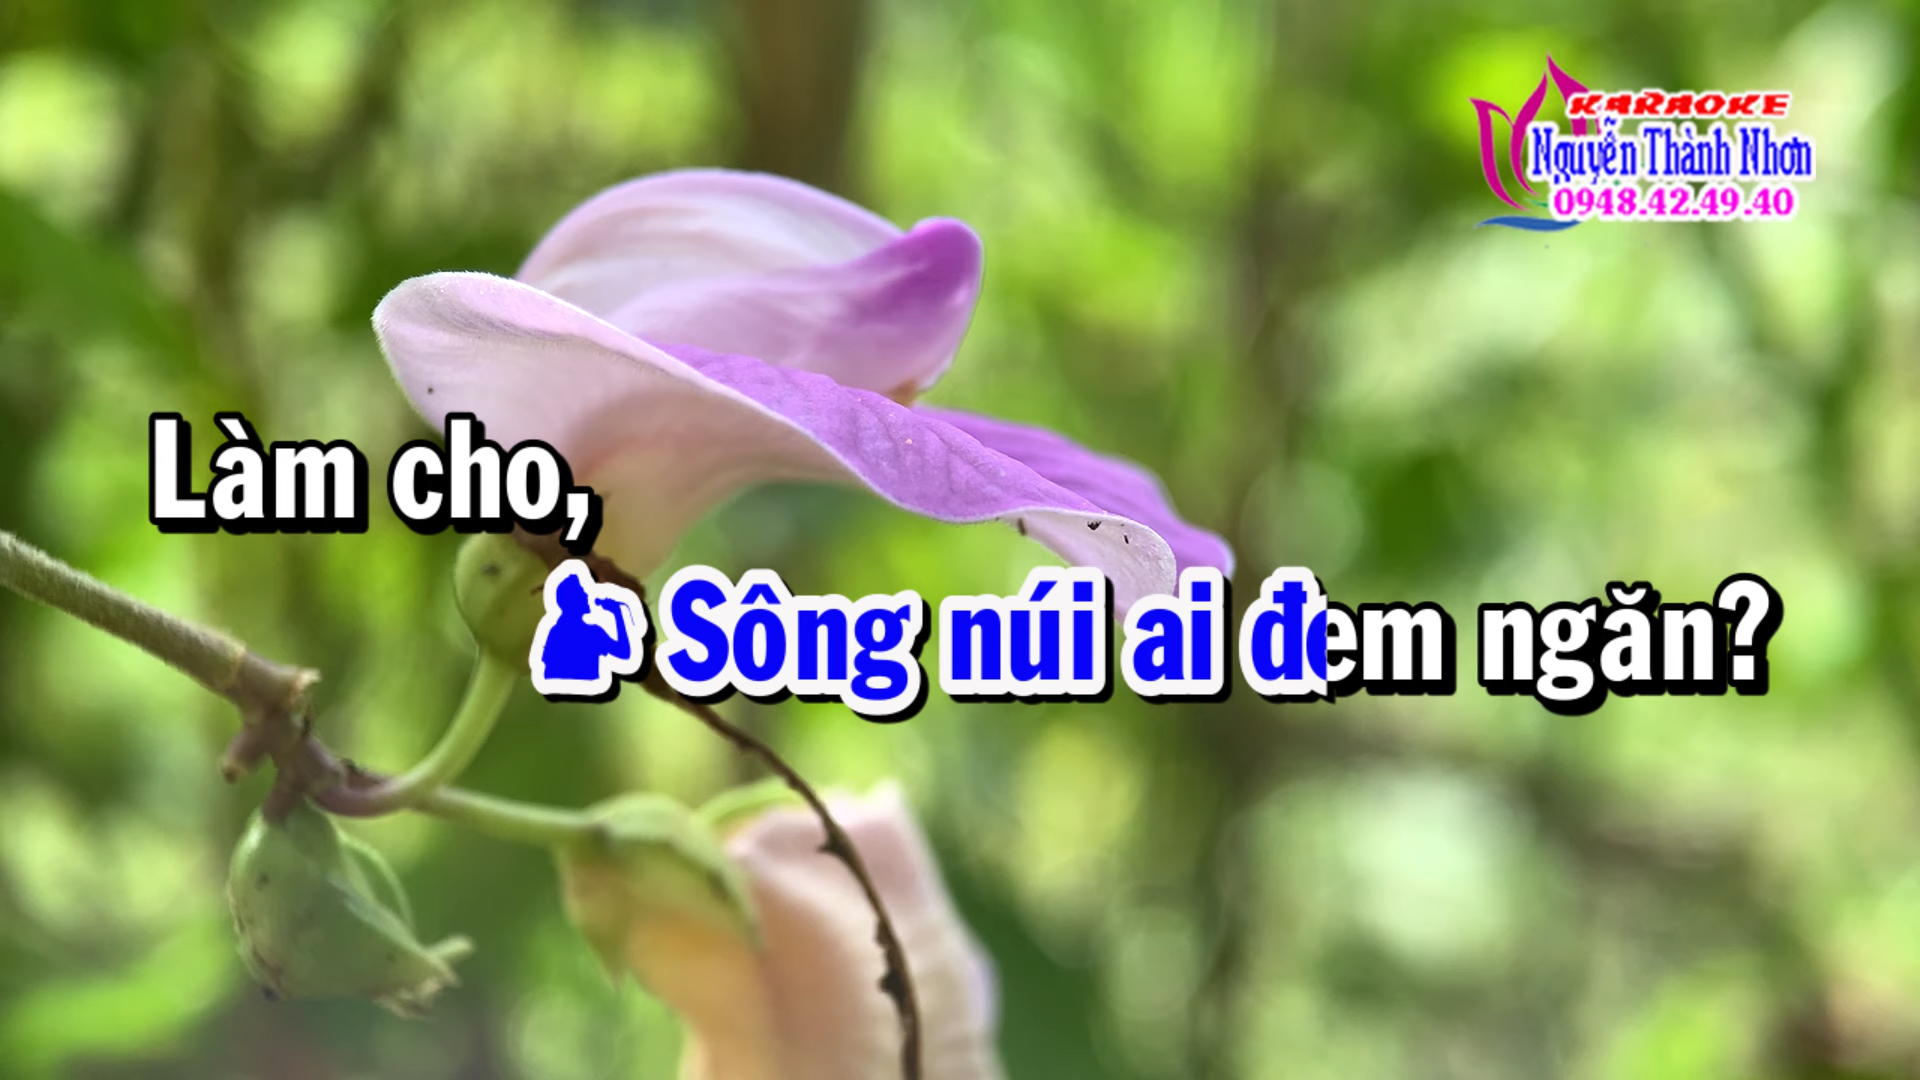 KARAOKE
Nguyễn Thành Nhơn
0948.42.49.40
Làm cho,
Sông núi ai đem ngăn?